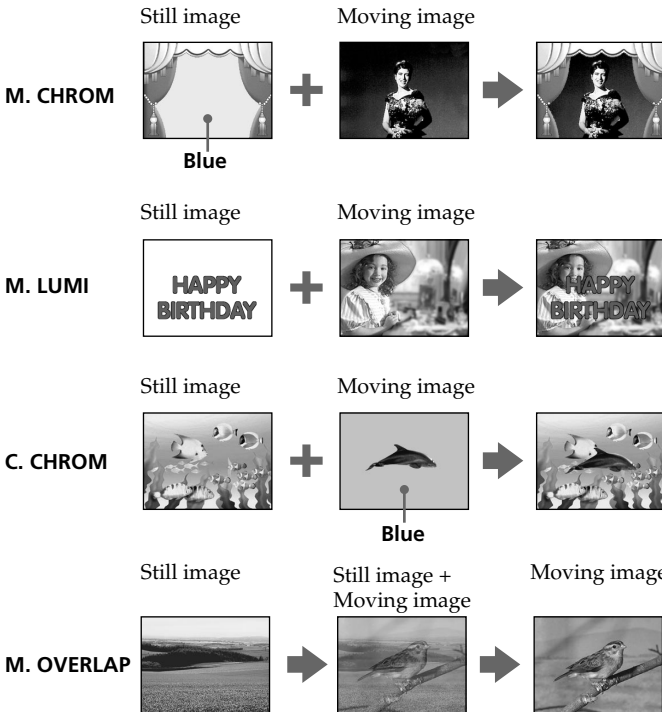 Still image Moving image
M. CHROM
Blue
Still image Moving image
M. LUMI
HAPPY
BIRTHDAY
HAPPY
BIRTHDAY
Still image Moving image
C. CHROM
Blue
Still image Still image + Moving image
Moving image
M. OVERLAP